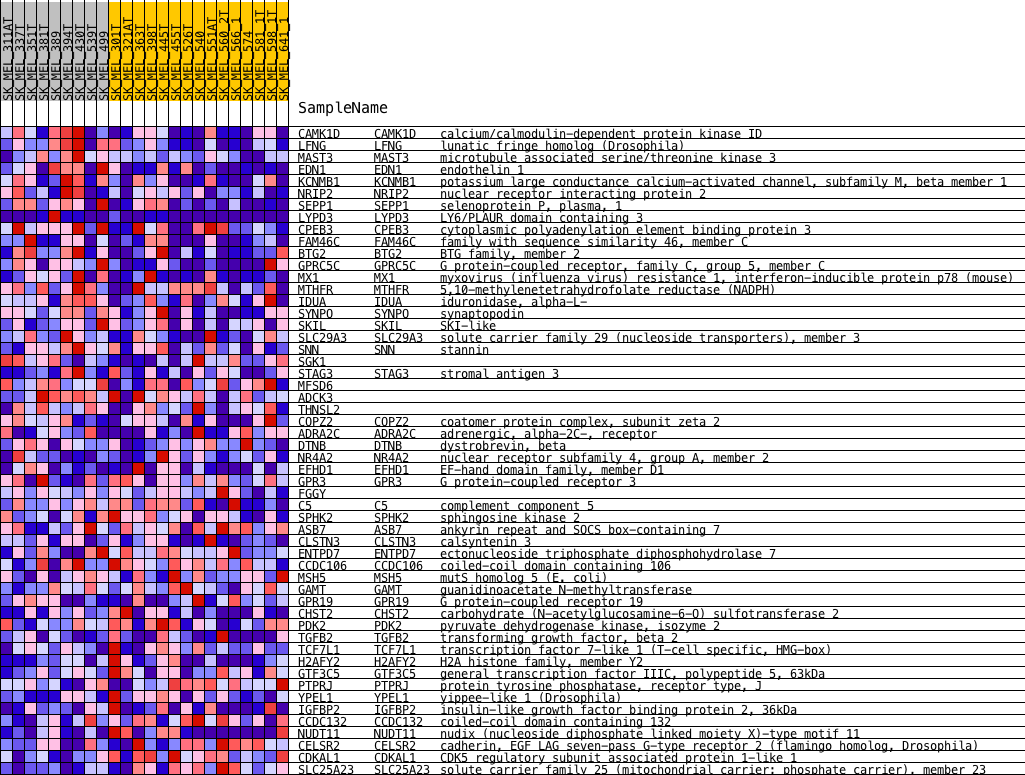 SK_MEL_311AT
SK_MEL_337T
SK_MEL_351T
SK_MEL_381T
SK_MEL_389
SK_MEL_394T
SK_MEL_430T
SK_MEL_539T
SK_MEL_499
SK_MEL_301T
SK_MEL_321AT
SK_MEL_363T
SK_MEL_398T
SK_MEL_445T
SK_MEL_455T
SK_MEL_526T
SK_MEL_540
SK_MEL_551AT
SK_MEL_560_2T
SK_MEL_566_1
SK_MEL_574
SK_MEL_581_1T
SK_MEL_598_1T
SK_MEL_641_1
SampleName
CAMK1D CAMK1D calcium/calmodulin-dependent protein kinase ID
LFNG LFNG lunatic fringe homolog (Drosophila)
MAST3 MAST3 microtubule associated serine/threonine kinase 3
EDN1 EDN1 endothelin 1
KCNMB1 KCNMB1 potassium large conductance calcium-activated channel, subfamily M, beta member 1
NRIP2 NRIP2 nuclear receptor interacting protein 2
SEPP1 SEPP1 selenoprotein P, plasma, 1
LYPD3 LYPD3 LY6/PLAUR domain containing 3
CPEB3 CPEB3 cytoplasmic polyadenylation element binding protein 3
FAM46C FAM46C family with sequence similarity 46, member C
BTG2 BTG2 BTG family, member 2
GPRC5C GPRC5C G protein-coupled receptor, family C, group 5, member C
MX1 MX1 myxovirus (influenza virus) resistance 1, interferon-inducible protein p78 (mouse)
MTHFR MTHFR 5,10-methylenetetrahydrofolate reductase (NADPH)
IDUA IDUA iduronidase, alpha-L-
SYNPO SYNPO synaptopodin
SKIL SKIL SKI-like
SLC29A3 SLC29A3 solute carrier family 29 (nucleoside transporters), member 3
SNN SNN stannin
SGK1
STAG3 STAG3 stromal antigen 3
MFSD6
ADCK3
THNSL2
COPZ2 COPZ2 coatomer protein complex, subunit zeta 2
ADRA2C ADRA2C adrenergic, alpha-2C-, receptor
DTNB DTNB dystrobrevin, beta
NR4A2 NR4A2 nuclear receptor subfamily 4, group A, member 2
EFHD1 EFHD1 EF-hand domain family, member D1
GPR3 GPR3 G protein-coupled receptor 3
FGGY
C5 C5 complement component 5
SPHK2 SPHK2 sphingosine kinase 2
ASB7 ASB7 ankyrin repeat and SOCS box-containing 7
CLSTN3 CLSTN3 calsyntenin 3
ENTPD7 ENTPD7 ectonucleoside triphosphate diphosphohydrolase 7
CCDC106 CCDC106 coiled-coil domain containing 106
MSH5 MSH5 mutS homolog 5 (E. coli)
GAMT GAMT guanidinoacetate N-methyltransferase
GPR19 GPR19 G protein-coupled receptor 19
CHST2 CHST2 carbohydrate (N-acetylglucosamine-6-O) sulfotransferase 2
PDK2 PDK2 pyruvate dehydrogenase kinase, isozyme 2
TGFB2 TGFB2 transforming growth factor, beta 2
TCF7L1 TCF7L1 transcription factor 7-like 1 (T-cell specific, HMG-box)
H2AFY2 H2AFY2 H2A histone family, member Y2
GTF3C5 GTF3C5 general transcription factor IIIC, polypeptide 5, 63kDa
PTPRJ PTPRJ protein tyrosine phosphatase, receptor type, J
YPEL1 YPEL1 yippee-like 1 (Drosophila)
IGFBP2 IGFBP2 insulin-like growth factor binding protein 2, 36kDa
CCDC132 CCDC132 coiled-coil domain containing 132
NUDT11 NUDT11 nudix (nucleoside diphosphate linked moiety X)-type motif 11
CELSR2 CELSR2 cadherin, EGF LAG seven-pass G-type receptor 2 (flamingo homolog, Drosophila)
CDKAL1 CDKAL1 CDK5 regulatory subunit associated protein 1-like 1
SLC25A23 SLC25A23 solute carrier family 25 (mitochondrial carrier; phosphate carrier), member 23